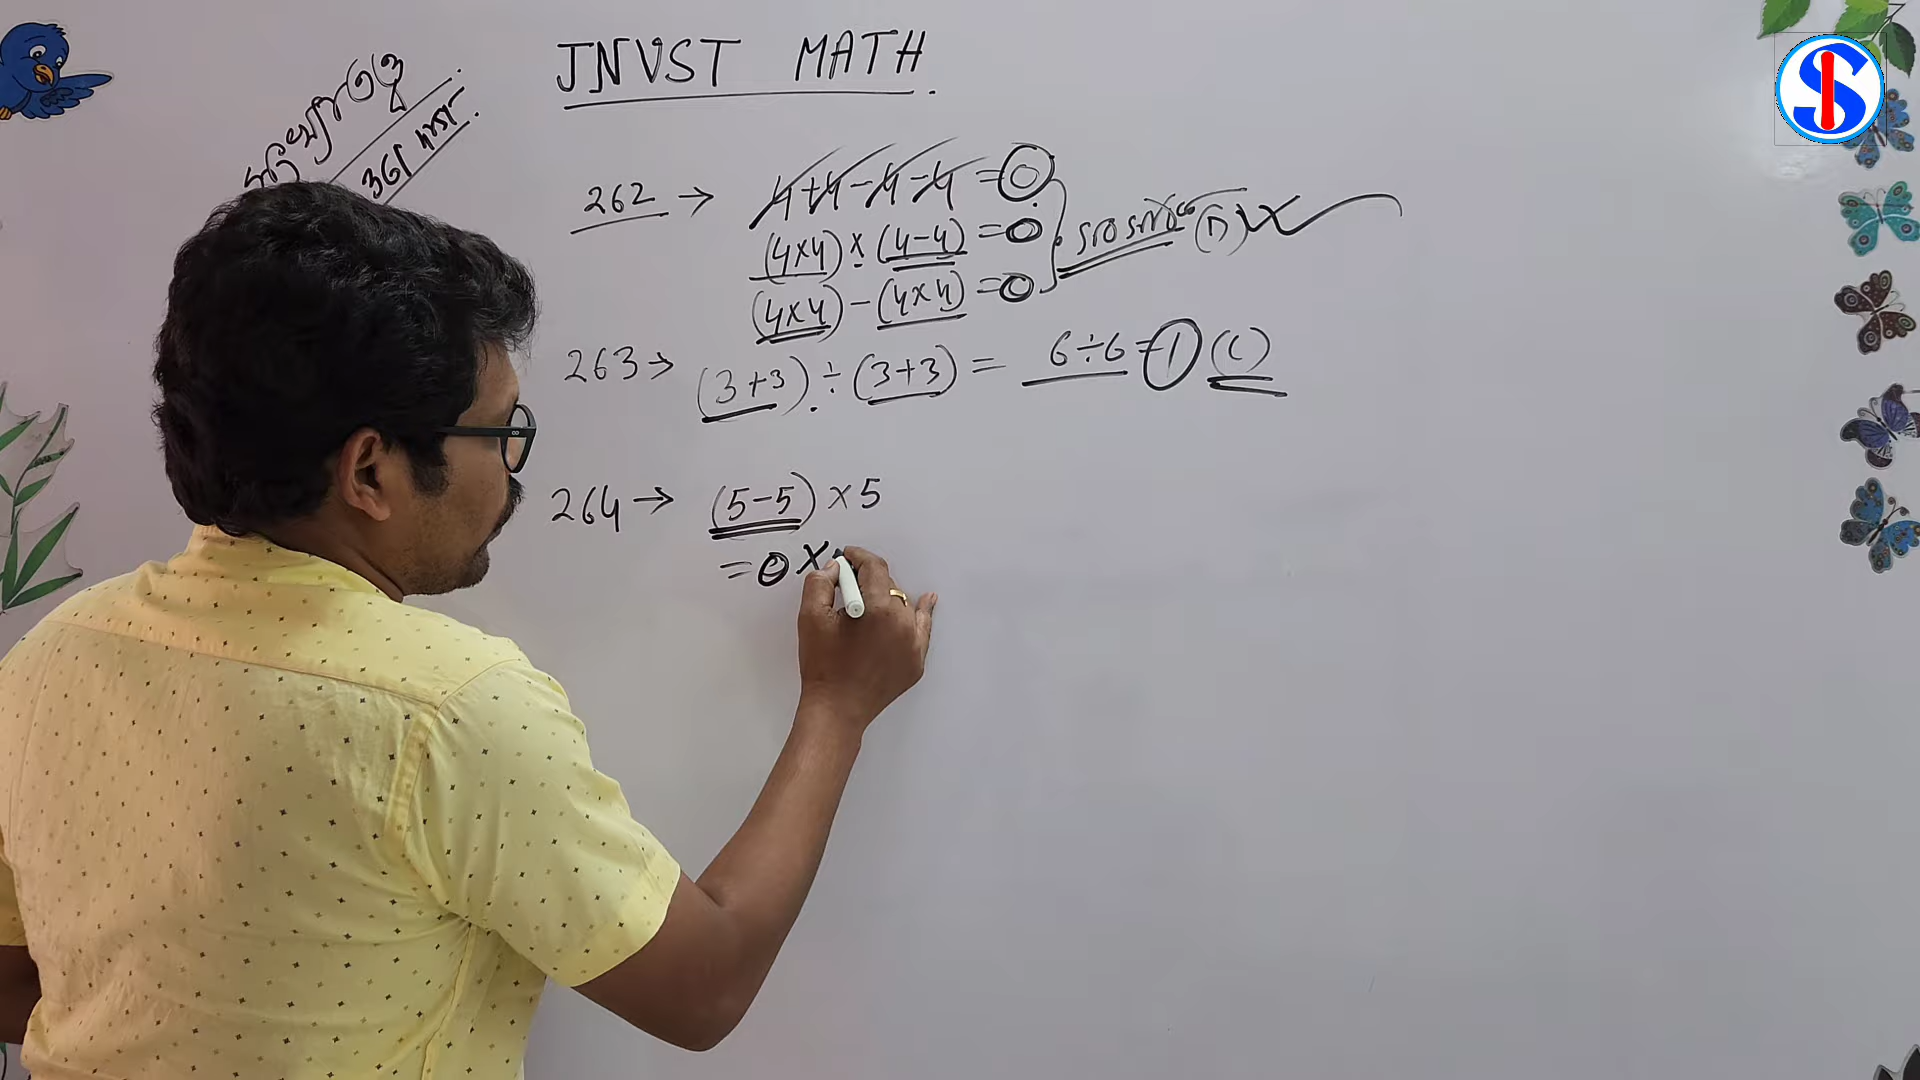 JNVST MATH.
262 → 4+4-4-4 = 0
(4×4) × (4-4) = 0
(4×4) - (4×4) = 0
(D)
263 → (3+3) ÷ (3+3) = 6÷6 = 1 (C)
264 → (5-5) × 5
= 0 ×